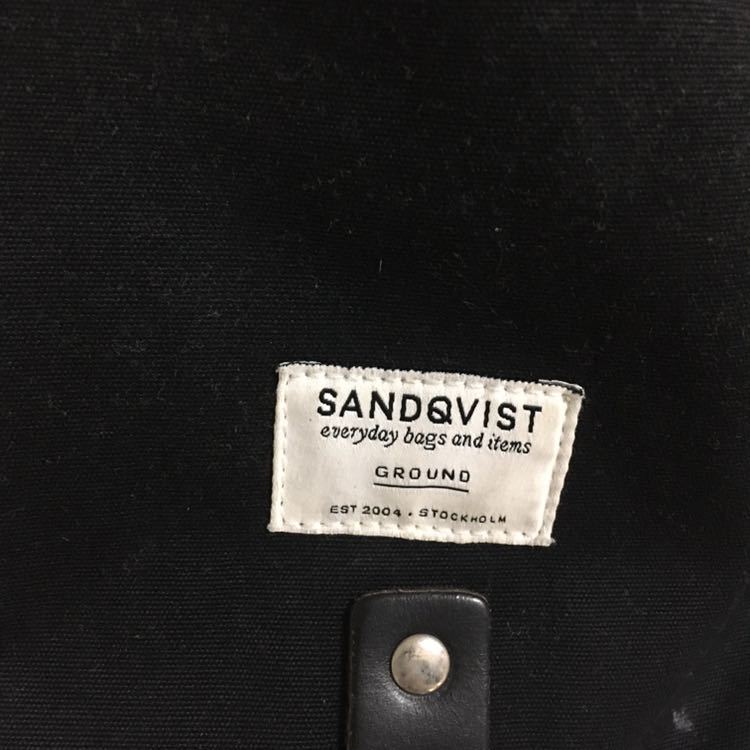 SANDQVIST
everyday bags and items
GROUND
EST 2004 . STOCKHOLM